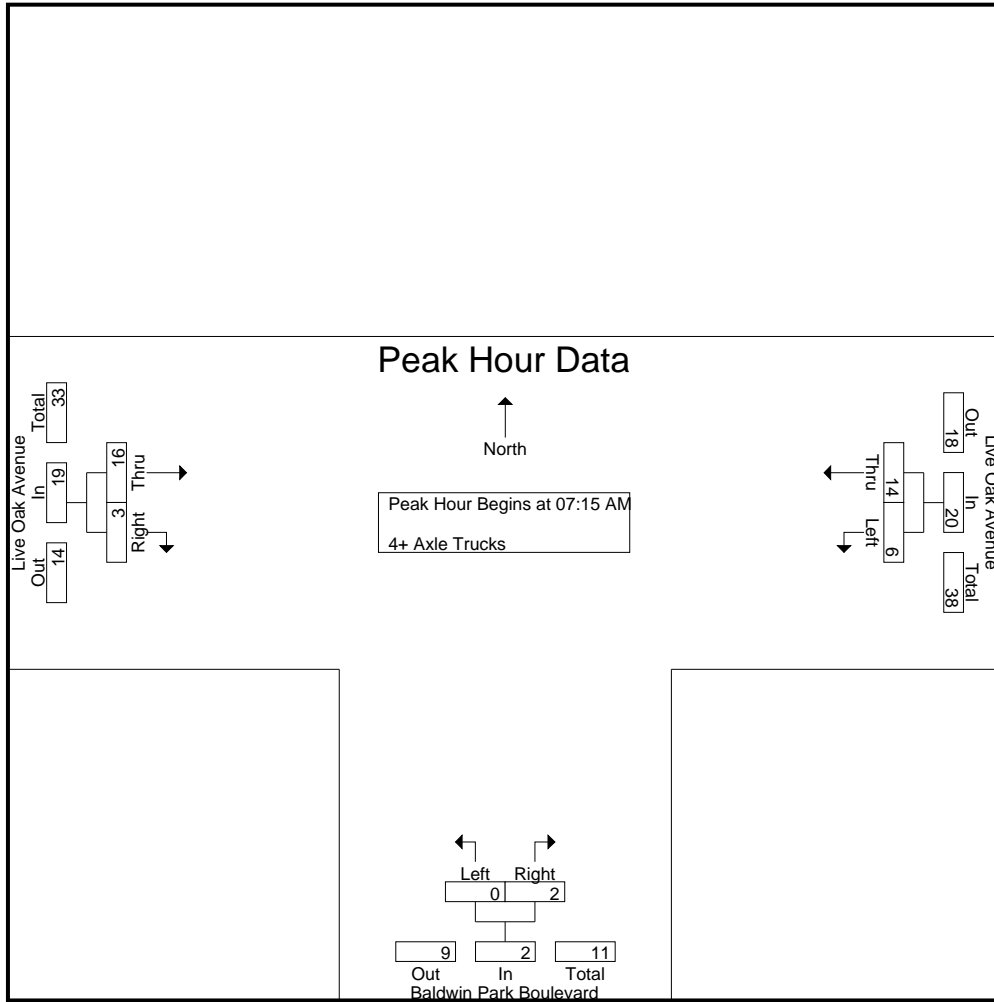 Peak Hour Data
North
Peak Hour Begins at 07:15 AM
4+ Axle Trucks
Live Oak Avenue
Total
33
In
19
Out
14
16
Thru
3
Right
Live Oak Avenue
Out
18
In
20
Total
38
Thru
14
Left
6
Left Right
0 2
9 2 11
Out In Total
Baldwin Park Boulevard